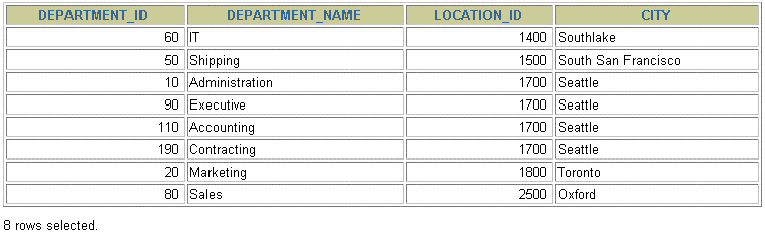 DEPARTMENT_ID DEPARTMENT_NAME LOCATION_ID CITY
60 IT 1400 Southlake
50 Shipping 1500 South San Francisco
10 Administration 1700 Seattle
90 Executive 1700 Seattle
110 Accounting 1700 Seattle
190 Contracting 1700 Seattle
20 Marketing 1800 Toronto
80 Sales 2500 Oxford
8 rows selected.